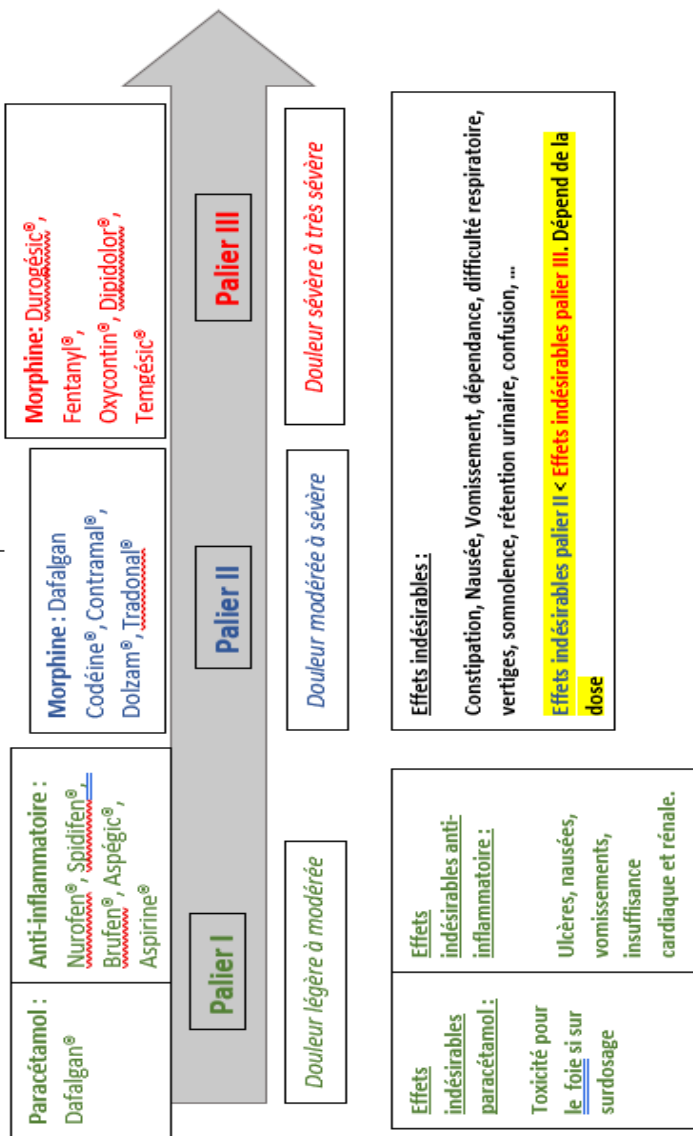 Paracétamol :
Dafalgan®
Anti-inflammatoire :
Nurofen®, Spidifen®,
Brufen®, Aspégic®,
Aspirine®
Morphine : Dafalgan
Codéine®, Contramal®,
Dolzam®, Tradonal®
Morphine: Durogésic®,
Fentanyl®,
Oxycontin®, Dipidolor®,
Temgésic®
Palier I
Palier II
Palier III
Douleur légère à modérée
Douleur modérée à sévère
Douleur sévère à très sévère
Effets
indésirables
paracétamol :
Toxicité pour
le foie si sur
surdosage
Effets
indésirables anti-
inflammatoire :
Ulcères, nausées,
vomissements,
insuffisance
cardiaque et rénale.
Effets indésirables :
Constipation, Nausée, Vomissement, dépendance, difficulté respiratoire,
vertiges, somnolence, rétention urinaire, confusion, ...
Effets indésirables palier II < Effets indésirables palier III. Dépend de la
dose